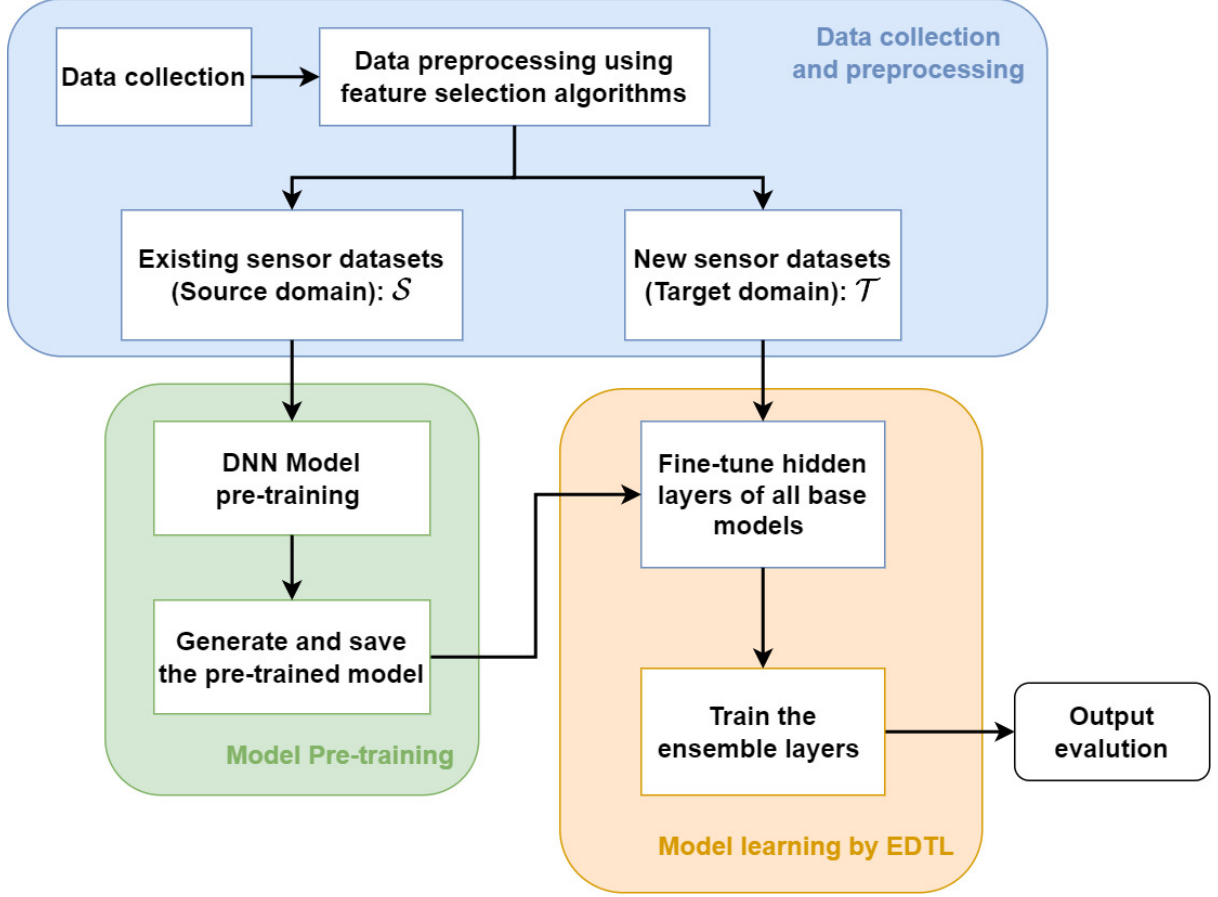 Data collection
and preprocessing
Data collection
Data preprocessing using
feature selection algorithms
Existing sensor datasets
(Source domain): 𝒮
New sensor datasets
(Target domain): 𝒯
DNN Model
pre-training
Fine-tune hidden
layers of all base
models
Generate and save
the pre-trained model
Model Pre-training
Train the
ensemble layers
Output
evalution
Model learning by EDTL